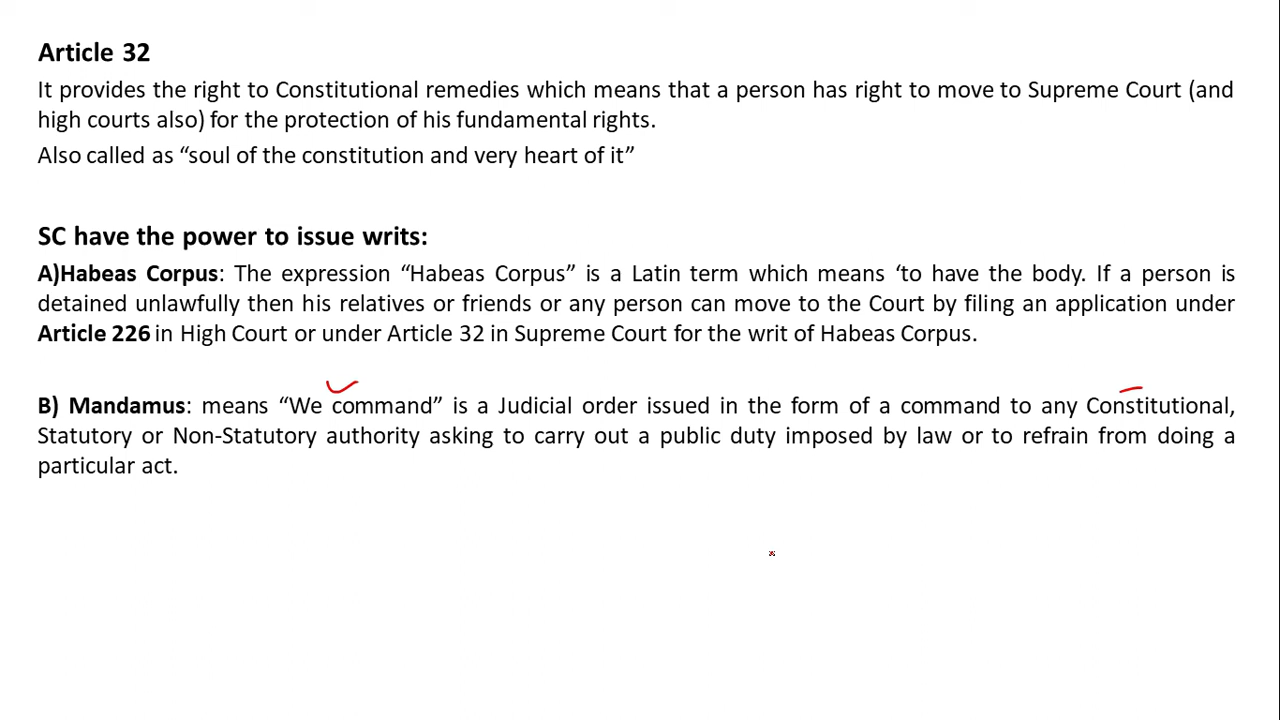 Article 32
It provides the right to Constitutional remedies which means that a person has right to move to Supreme Court (and
high courts also) for the protection of his fundamental rights.
Also called as “soul of the constitution and very heart of it”
SC have the power to issue writs:
A)Habeas Corpus: The expression “Habeas Corpus” is a Latin term which means ‘to have the body. If a person is
detained unlawfully then his relatives or friends or any person can move to the Court by filing an application under
Article 226 in High Court or under Article 32 in Supreme Court for the writ of Habeas Corpus.
B) Mandamus: means “We command” is a Judicial order issued in the form of a command to any Constitutional,
Statutory or Non-Statutory authority asking to carry out a public duty imposed by law or to refrain from doing a
particular act.